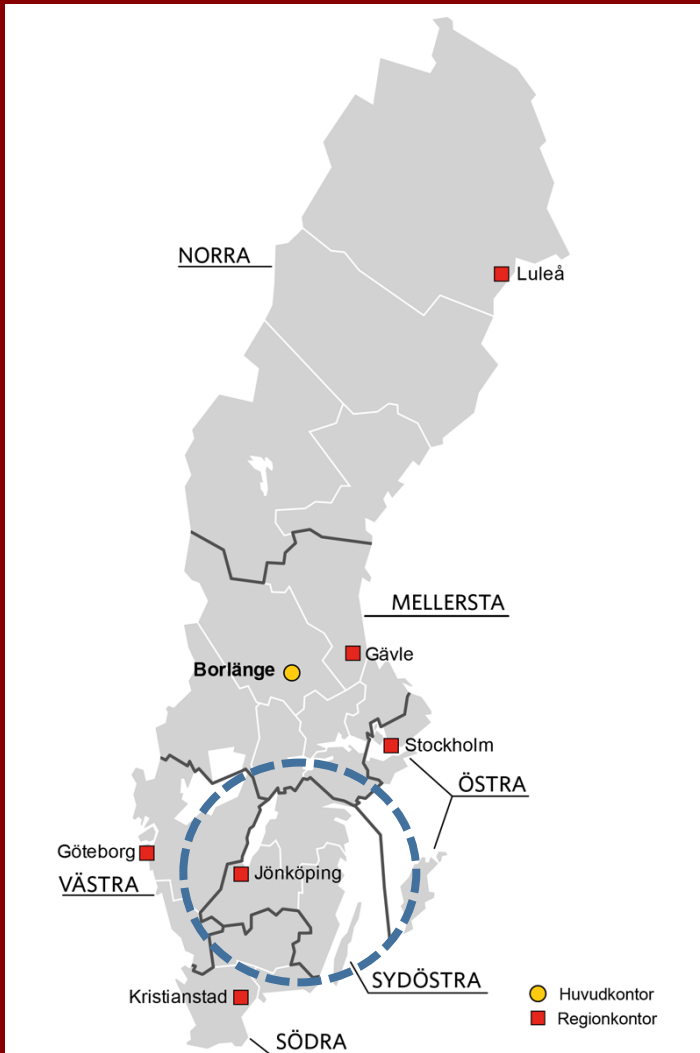 NORRA
Luleå
MELLERSTA
Gävle
Borlänge
Stockholm
ÖSTRA
Göteborg
Jönköping
VÄSTRA
SYDÖSTRA
Kristianstad
Huvudkontor
Regionkontor
SÖDRA